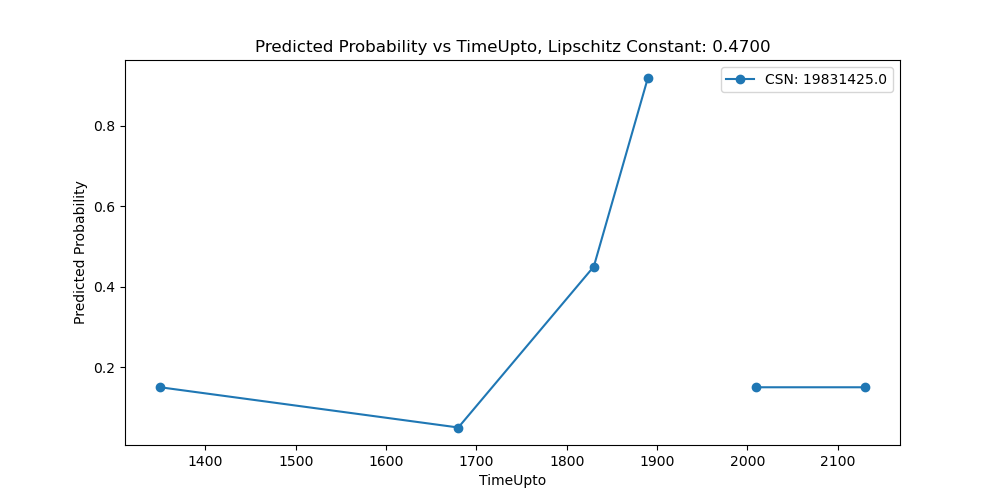 Predicted Probability vs TimeUpto, Lipschitz Constant: 0.4700
CSN: 19831425.0
0.8
0.6
0.4
0.2
Predicted Probability
1400 1500 1600 1700 1800 1900 2000 2100
TimeUpto